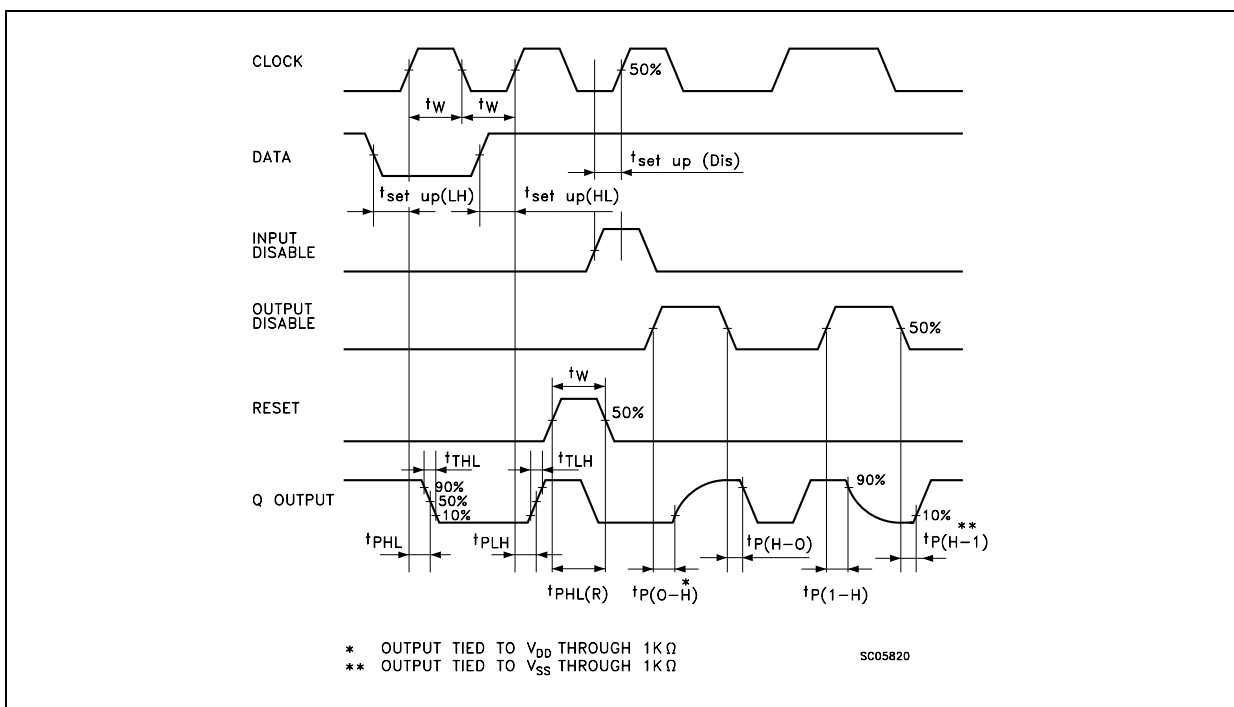 CLOCK
50%
tW tW
DATA
tset up (Dis)
tset up(LH)
tset up(HL)
INPUT
DISABLE
OUTPUT
DISABLE
50%
tW
RESET
50%
tTHL
tTLH
90%
90%
Q OUTPUT
50%
10%
10%
**
tPHL
tPLH
tP(H-O)
tP(H-1)
*
tPHL(R)
tP(O-H)
tP(1-H)
* OUTPUT TIED TO VDD THROUGH 1KΩ
** OUTPUT TIED TO VSS THROUGH 1KΩ
SC05820